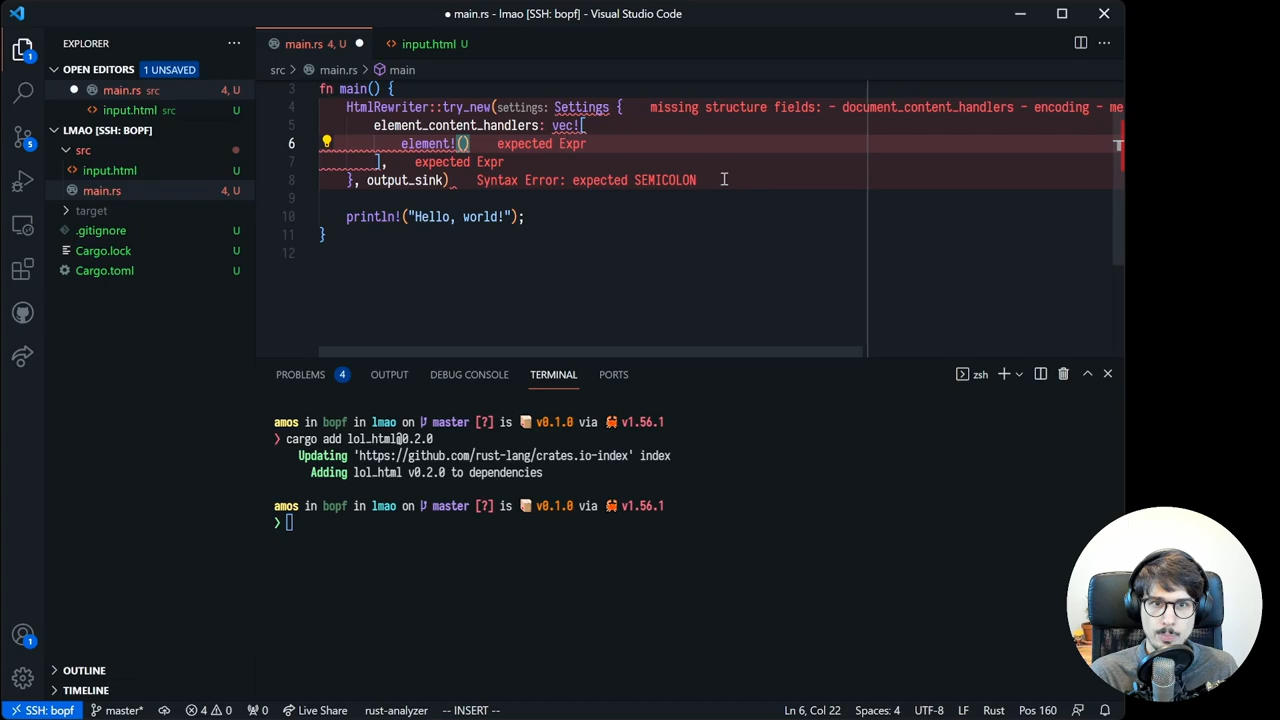 ● main.rs - lmao [SSH: bopf] - Visual Studio Code
EXPLORER
OPEN EDITORS 1 UNSAVED
● main.rs src 4, U
<> input.html src U
LMAO [SSH: BOPF]
src
<> input.html U
main.rs 4, U
target
.gitignore U
Cargo.lock U
Cargo.toml U
OUTLINE
TIMELINE
1
5
1
main.rs 4, U ●
<> input.html U
src > main.rs > main
3 fn main() {
4 HtmlRewriter::try_new(settings: Settings { missing structure fields: - document_content_handlers - encoding - me
5 element_content_handlers: vec![
6 element!() expected Expr
7 ], expected Expr
8 }, output_sink) Syntax Error: expected SEMICOLON
9
10 println!("Hello, world!");
11 }
12
PROBLEMS 4 OUTPUT DEBUG CONSOLE TERMINAL PORTS
zsh
amos in bopf in lmao on master [?] is 📦 v0.1.0 via 🦀 v1.56.1
❯ cargo add lol_html@0.2.0
Updating 'https://github.com/rust-lang/crates.io-index' index
Adding lol_html v0.2.0 to dependencies
amos in bopf in lmao on master [?] is 📦 v0.1.0 via 🦀 v1.56.1
❯
SSH: bopf master* 4 0 0 Live Share rust-analyzer -- INSERT -- Ln 6, Col 22 Spaces: 4 UTF-8 LF Rust Pos 160